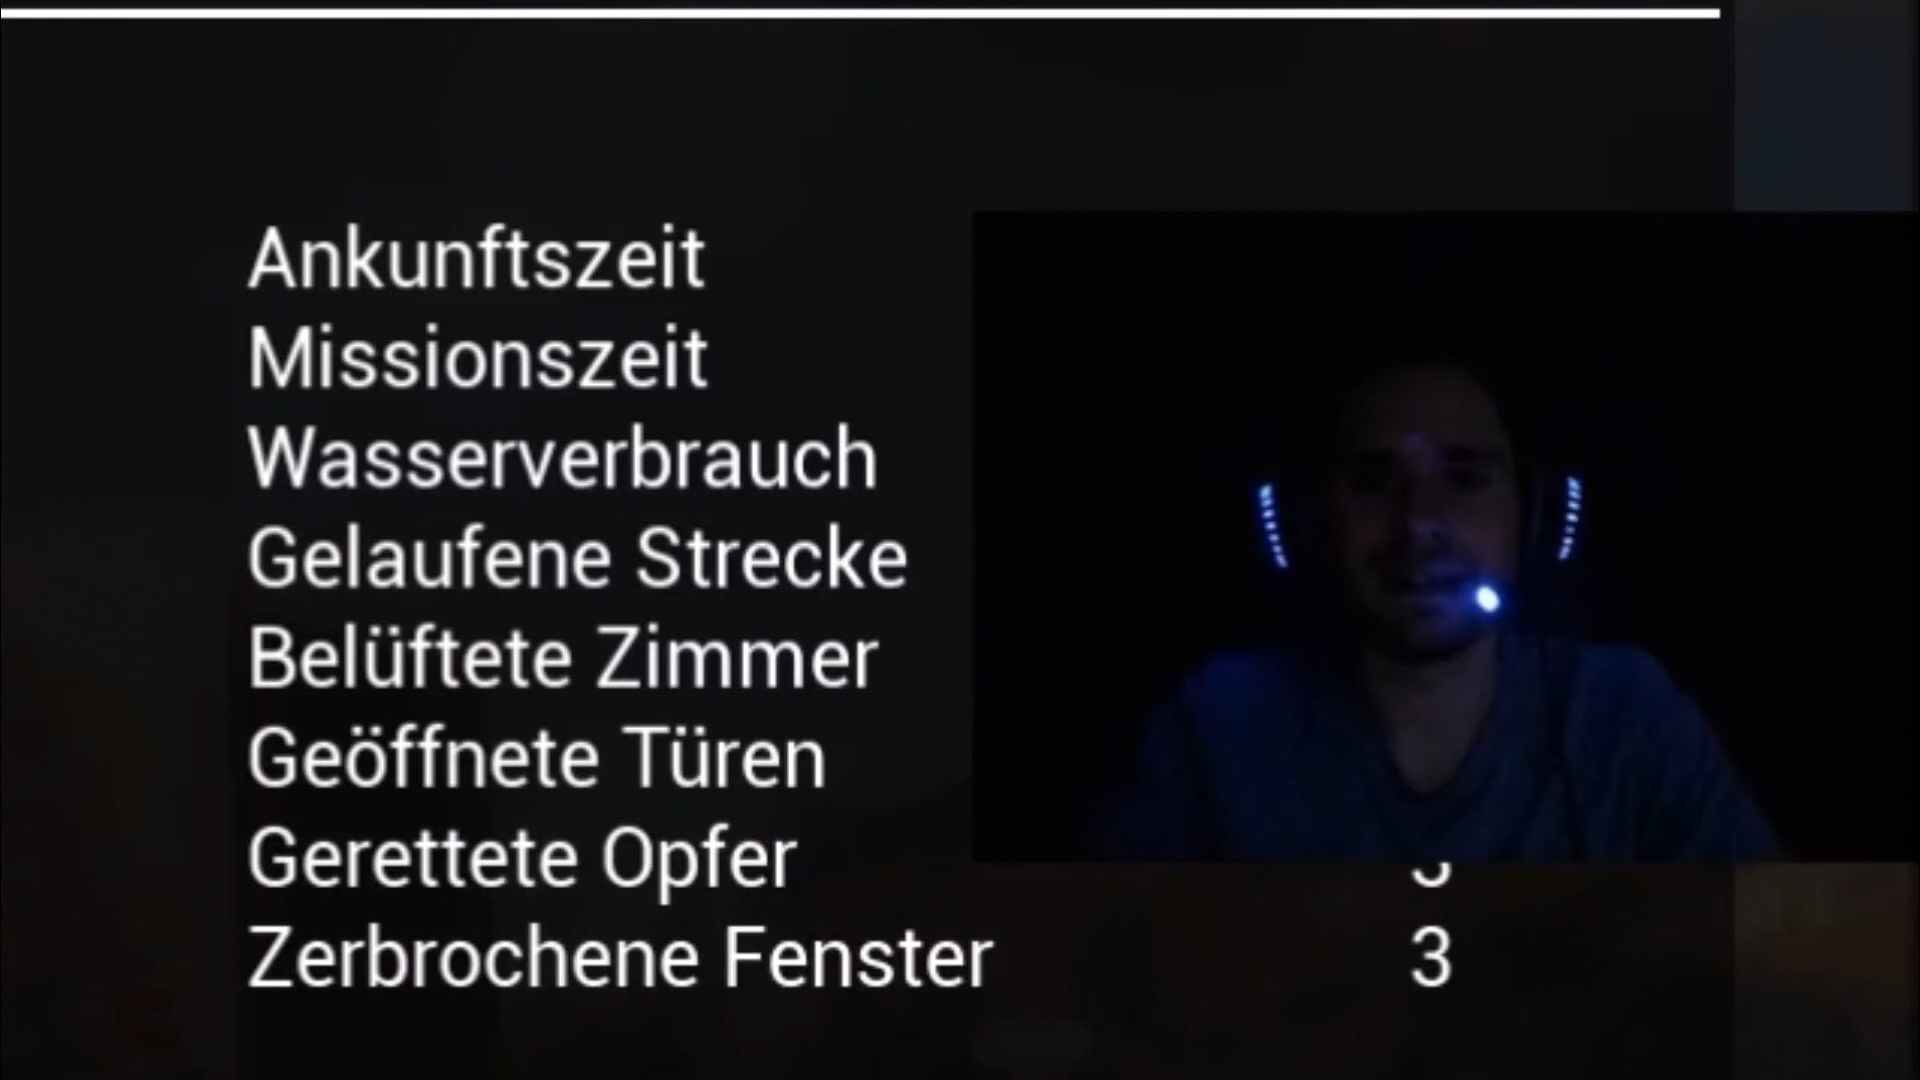 Ankunftszeit
Missionszeit
Wasserverbrauch
Gelaufene Strecke
Belüftete Zimmer
Geöffnete Türen
Gerettete Opfer
Zerbrochene Fenster 3